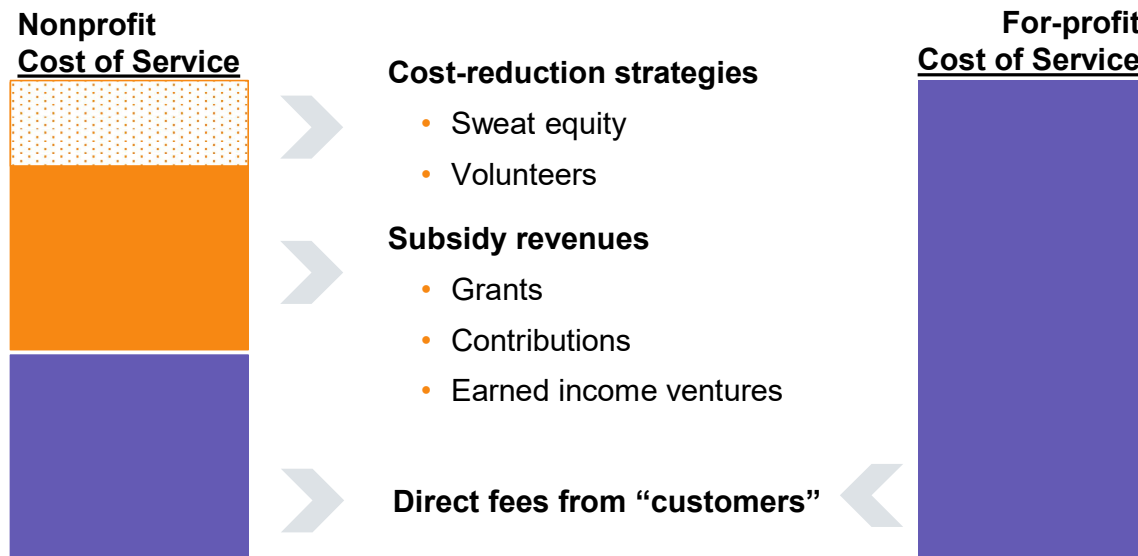 Nonprofit
Cost of Service
Cost-reduction strategies
• Sweat equity
• Volunteers
Subsidy revenues
• Grants
• Contributions
• Earned income ventures
Direct fees from “customers”
For-profit
Cost of Service